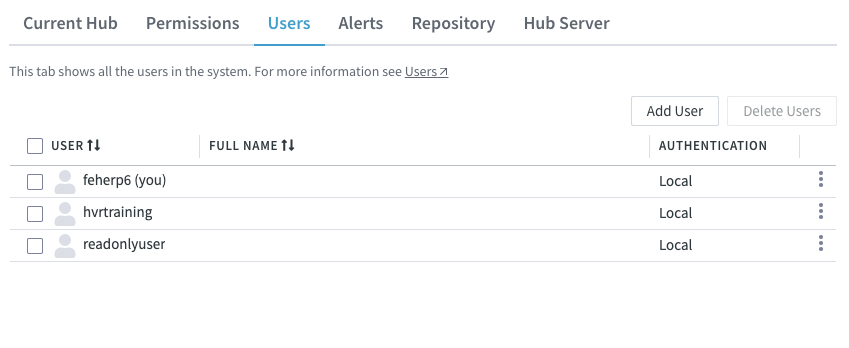 Current Hub Permissions Users Alerts Repository Hub Server
This tab shows all the users in the system. For more information see Users
Add User Delete Users
USER FULL NAME AUTHENTICATION
feherp6 (you) Local
hvrtraining Local
readonlyuser Local